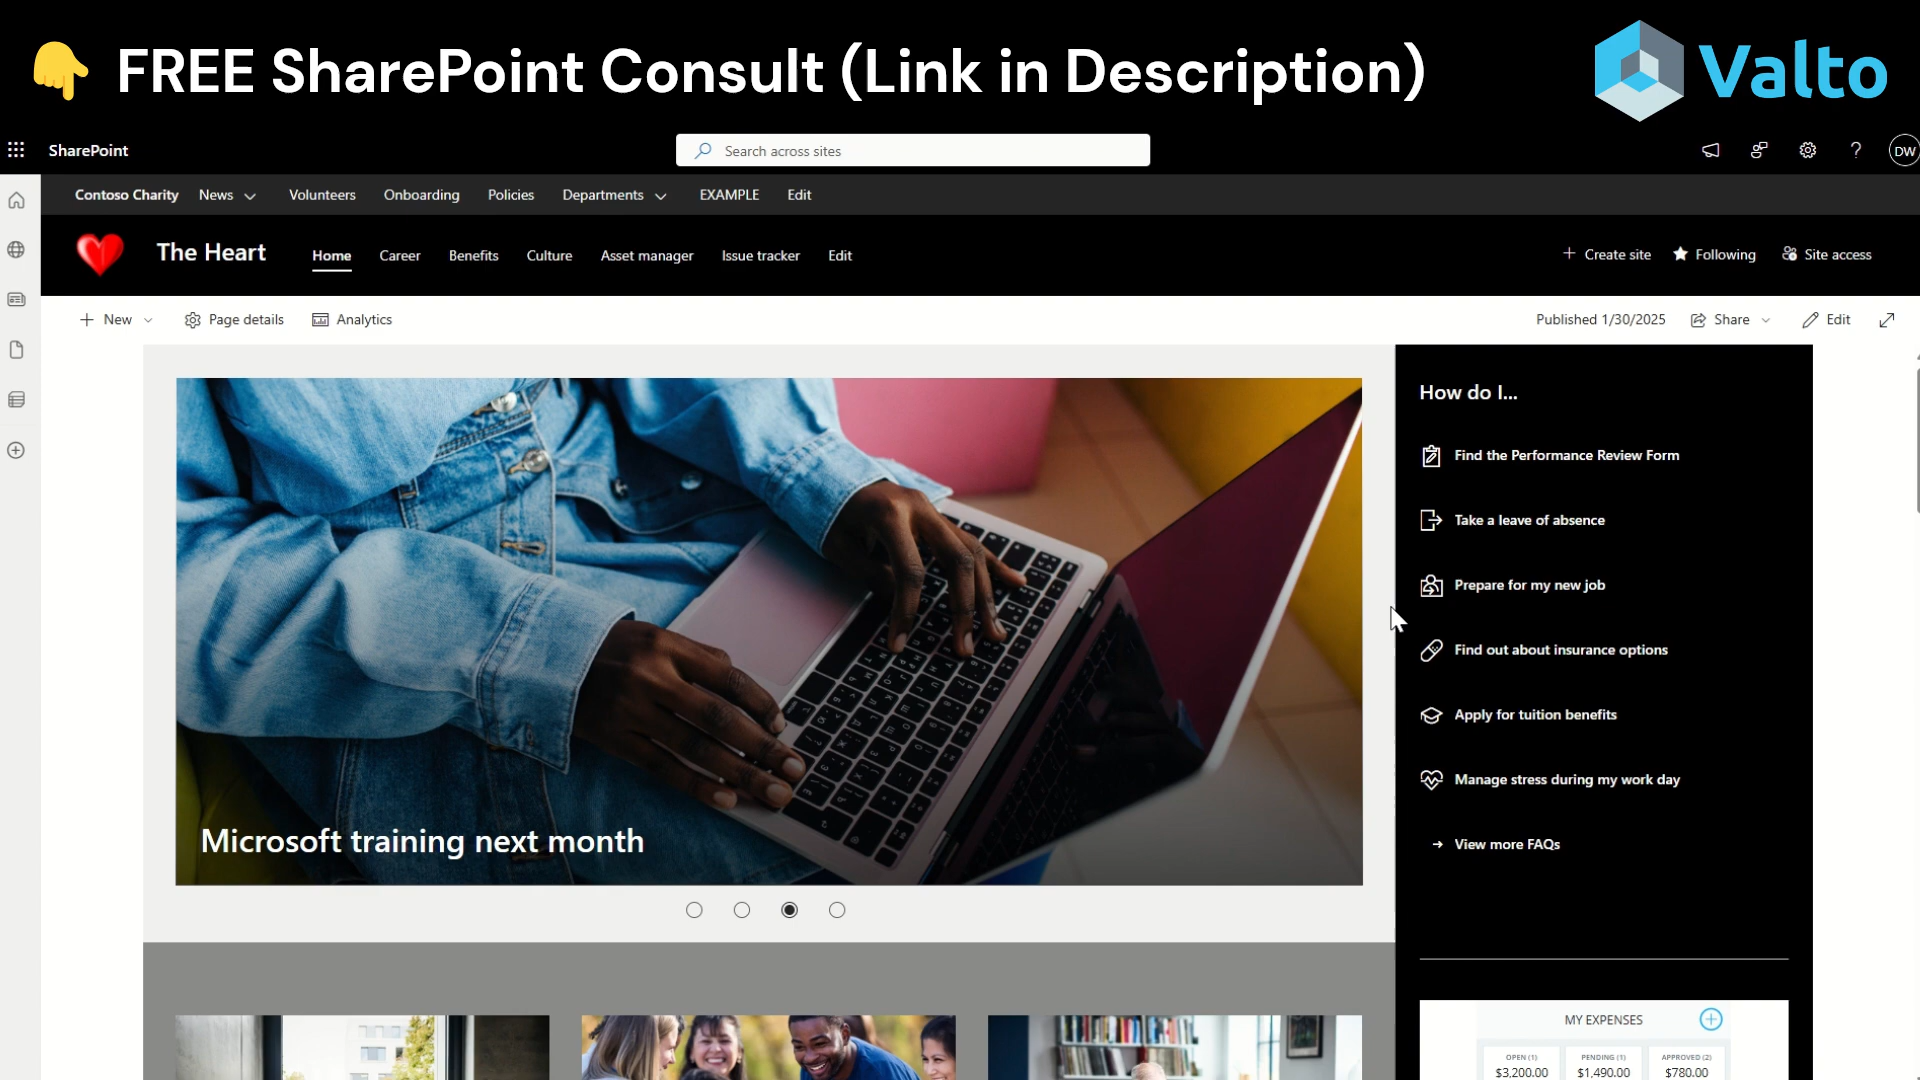 👇 FREE SharePoint Consult (Link in Description)
Valto
SharePoint
Search across sites
DW
Contoso Charity News Volunteers Onboarding Policies Departments EXAMPLE Edit
The Heart Home Career Benefits Culture Asset manager Issue tracker Edit
Create site Following Site access
New Page details Analytics
Published 1/30/2025 Share Edit
Microsoft training next month
How do I...
Find the Performance Review Form
Take a leave of absence
Prepare for my new job
Find out about insurance options
Apply for tuition benefits
Manage stress during my work day
View more FAQs
MY EXPENSES
OPEN (1) PENDING (1) APPROVED (2)
$3,200.00 $1,490.00 $780.00